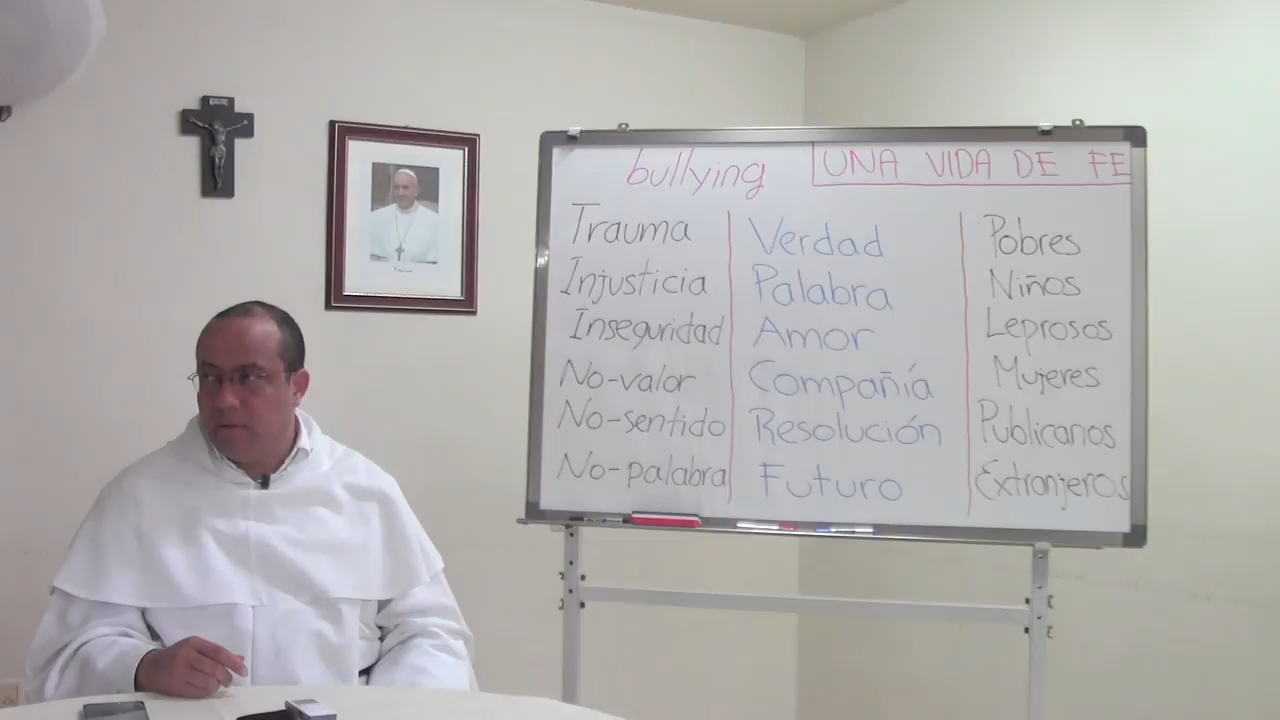 bullying UNA VIDA DE FE
Trauma Verdad Pobres
Injusticia Palabra Niños
Inseguridad Amor Leprosos
No-valor Compañía Mujeres
No-sentido Resolución Publicanos
No-palabra Futuro Extranjeros